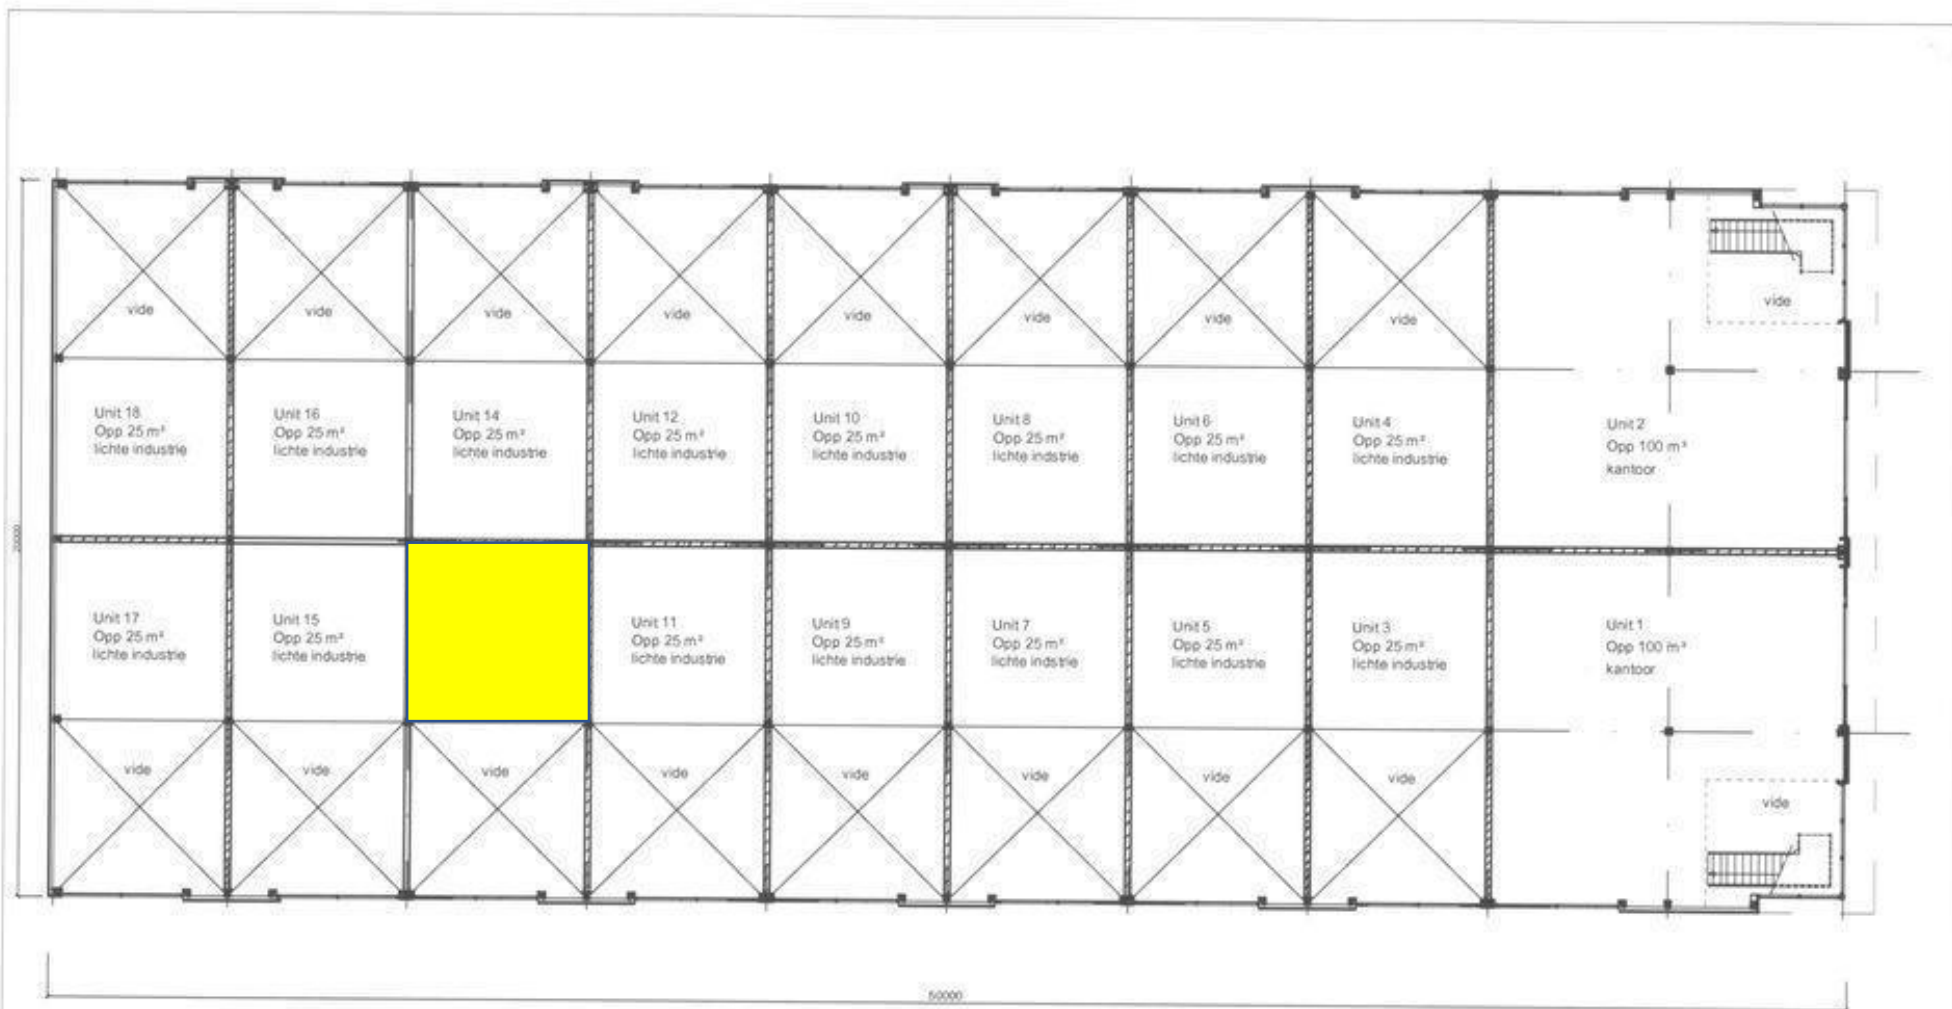 vide
vide
vide
vide
vide
vide
vide
vide
vide
Unit 18
Opp 25 m²
lichte industrie
Unit 16
Opp 25 m²
lichte industrie
Unit 14
Opp 25 m²
lichte industrie
Unit 12
Opp 25 m²
lichte industrie
Unit 10
Opp 25 m²
lichte industrie
Unit 8
Opp 25 m²
lichte indstrie
Unit 6
Opp 25 m²
lichte industrie
Unit 4
Opp 25 m²
lichte industrie
Unit 2
Opp 100 m²
kantoor
20000
Unit 17
Opp 25 m²
lichte industrie
Unit 15
Opp 25 m²
lichte industrie
Unit 11
Opp 25 m²
lichte industrie
Unit 9
Opp 25 m²
lichte industrie
Unit 7
Opp 25 m²
lichte indstrie
Unit 5
Opp 25 m²
lichte industrie
Unit 3
Opp 25 m²
lichte industrie
Unit 1
Opp 100 m²
kantoor
vide
vide
vide
vide
vide
vide
vide
vide
vide
50000